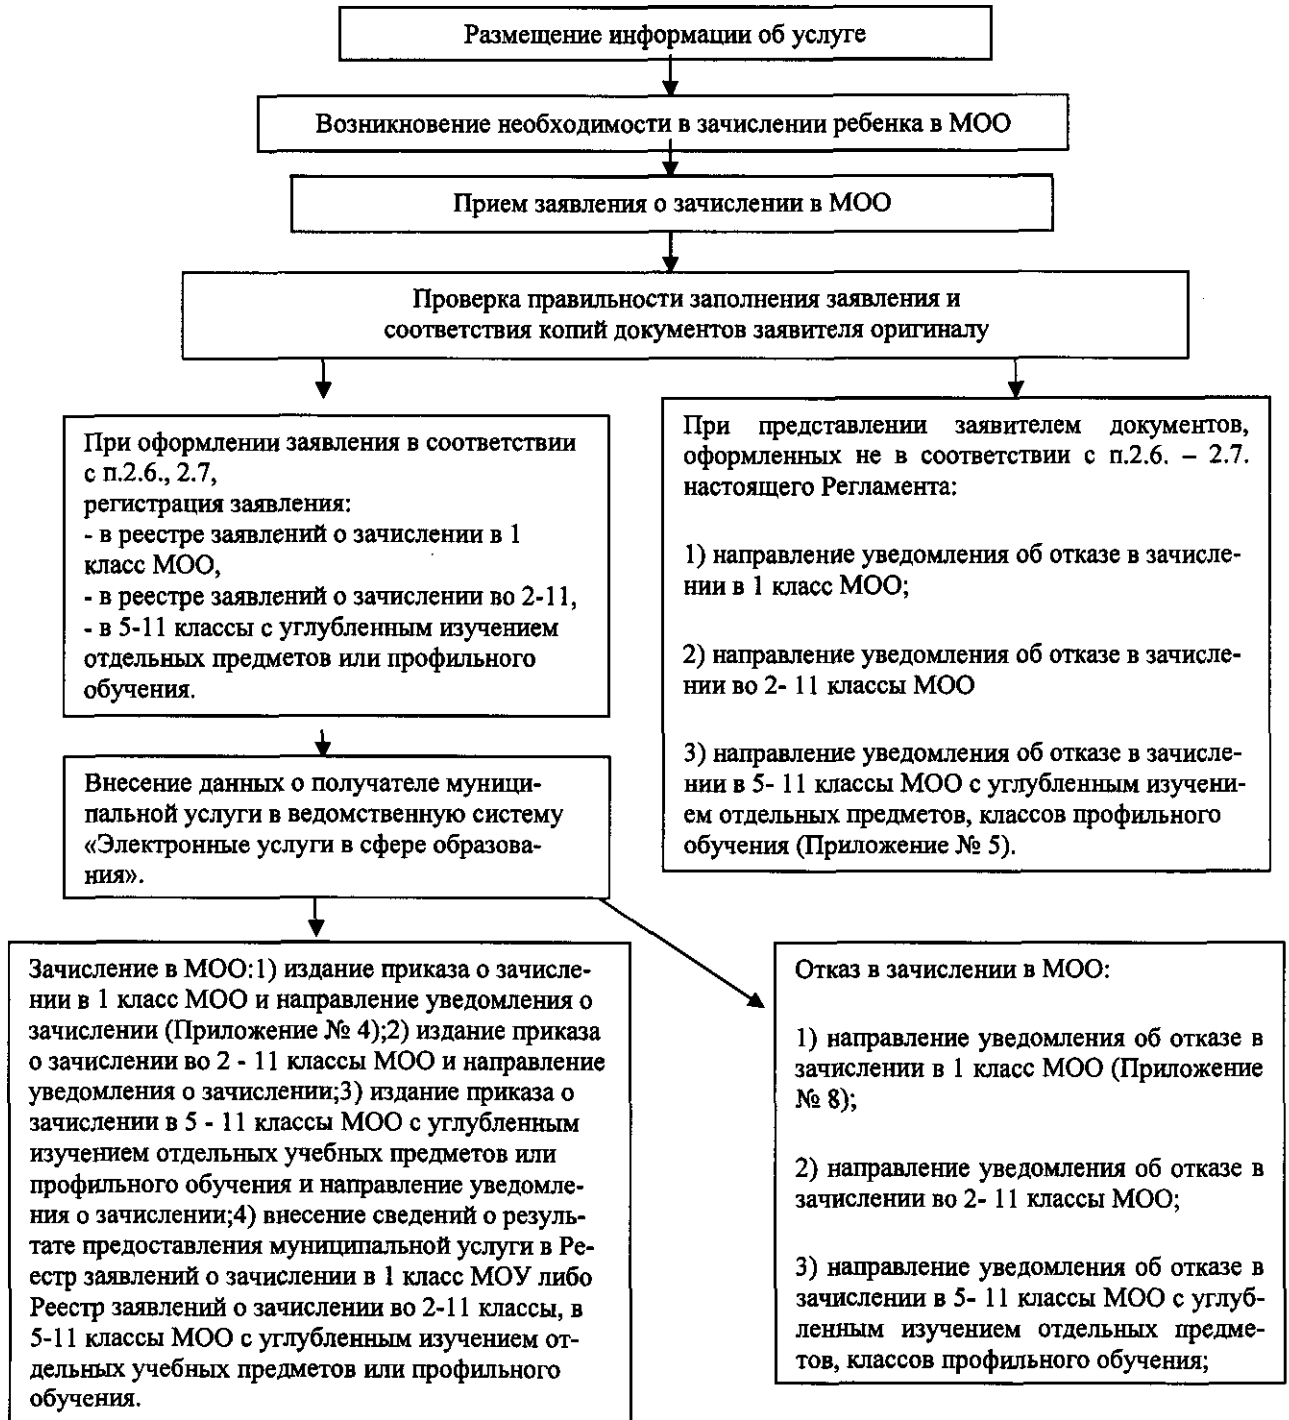 Размещение информации об услуге
Возникновение необходимости в зачислении ребенка в МОО
Прием заявления о зачислении в МОО
Проверка правильности заполнения заявления и
соответствия копий документов заявителя оригиналу
При оформлении заявления в соответствии
с п.2.6., 2.7,
регистрация заявления:
- в реестре заявлений о зачислении в 1
класс МОО,
- в реестре заявлений о зачислении во 2-11,
- в 5-11 классы с углубленным изучением
отдельных предметов или профильного
обучения.
При представлении заявителем документов,
оформленных не в соответствии с п.2.6. – 2.7.
настоящего Регламента:
1) направление уведомления об отказе в зачисле-
нии в 1 класс МОО;
2) направление уведомления об отказе в зачисле-
нии во 2- 11 классы МОО
3) направление уведомления об отказе в зачисле-
нии в 5- 11 классы МОО с углубленным изучени-
ем отдельных предметов, классов профильного
обучения (Приложение № 5).
Внесение данных о получателе муници-
пальной услуги в ведомственную систему
«Электронные услуги в сфере образова-
ния».
Зачисление в МОО:1) издание приказа о зачисле-
нии в 1 класс МОО и направление уведомления о
зачислении (Приложение № 4);2) издание приказа
о зачислении во 2 - 11 классы МОО и направление
уведомления о зачислении;3) издание приказа о
зачислении в 5 - 11 классы МОО с углубленным
изучением отдельных учебных предметов или
профильного обучения и направление уведомле-
ния о зачислении;4) внесение сведений о резуль-
тате предоставления муниципальной услуги в Ре-
естр заявлений о зачислении в 1 класс МОУ либо
Реестр заявлений о зачислении во 2-11 классы, в
5-11 классы МОО с углубленным изучением от-
дельных учебных предметов или профильного
обучения.
Отказ в зачислении в МОО:
1) направление уведомления об отказе в
зачислении в 1 класс МОО (Приложение
№ 8);
2) направление уведомления об отказе в
зачислении во 2- 11 классы МОО;
3) направление уведомления об отказе в
зачислении в 5- 11 классы МОО с углуб-
ленным изучением отдельных предме-
тов, классов профильного обучения;